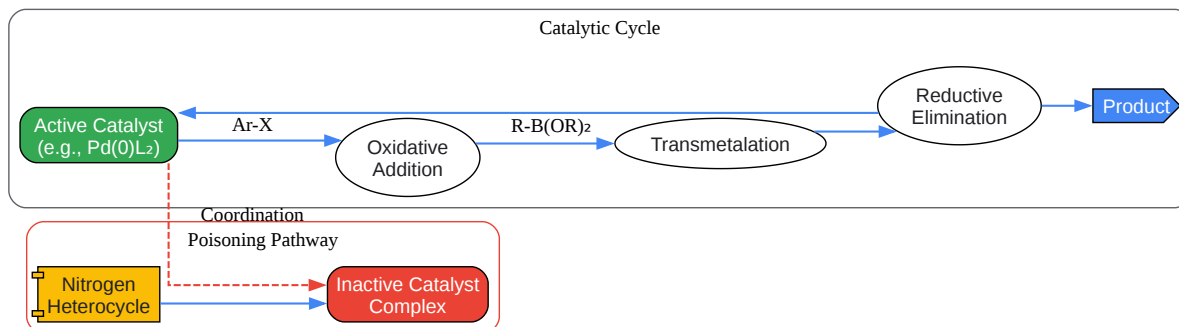 Catalytic Cycle
Active Catalyst
(e.g., Pd(0)L₂)
Ar-X
Oxidative
Addition
R-B(OR)₂
Transmetalation
Reductive
Elimination
Product
Coordination
Poisoning Pathway
Nitrogen
Heterocycle
Inactive Catalyst
Complex